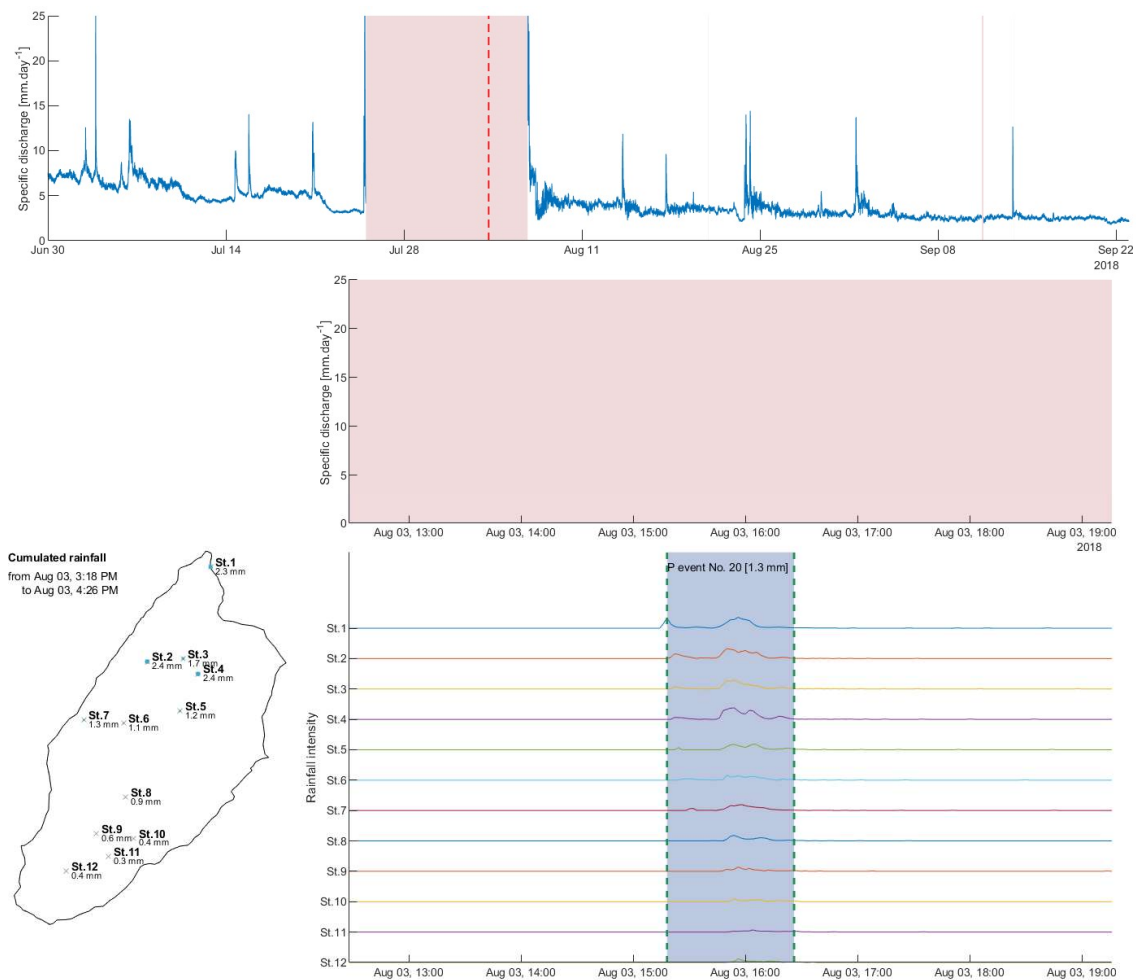 25
20
15
10
5
0
Specific discharge [mm.day⁻¹]
Jun 30
Jul 14
Jul 28
Aug 11
Aug 25
Sep 08
Sep 22
2018
25
20
15
10
5
0
Specific discharge [mm.day⁻¹]
Aug 03, 13:00
Aug 03, 14:00
Aug 03, 15:00
Aug 03, 16:00
Aug 03, 17:00
Aug 03, 18:00
Aug 03, 19:00
2018
Cumulated rainfall
from Aug 03, 3:18 PM
to Aug 03, 4:26 PM
St.1
2.3 mm
St.2
2.4 mm
St.3
1.7 mm
St.4
2.4 mm
St.5
1.2 mm
St.7
1.3 mm
St.6
1.1 mm
St.8
0.9 mm
St.9
0.6 mm
St.10
0.4 mm
St.11
0.3 mm
St.12
0.4 mm
P event No. 20 [1.3 mm]
Rainfall intensity
St.1
St.2
St.3
St.4
St.5
St.6
St.7
St.8
St.9
St.10
St.11
St.12
Aug 03, 13:00
Aug 03, 14:00
Aug 03, 15:00
Aug 03, 16:00
Aug 03, 17:00
Aug 03, 18:00
Aug 03, 19:00